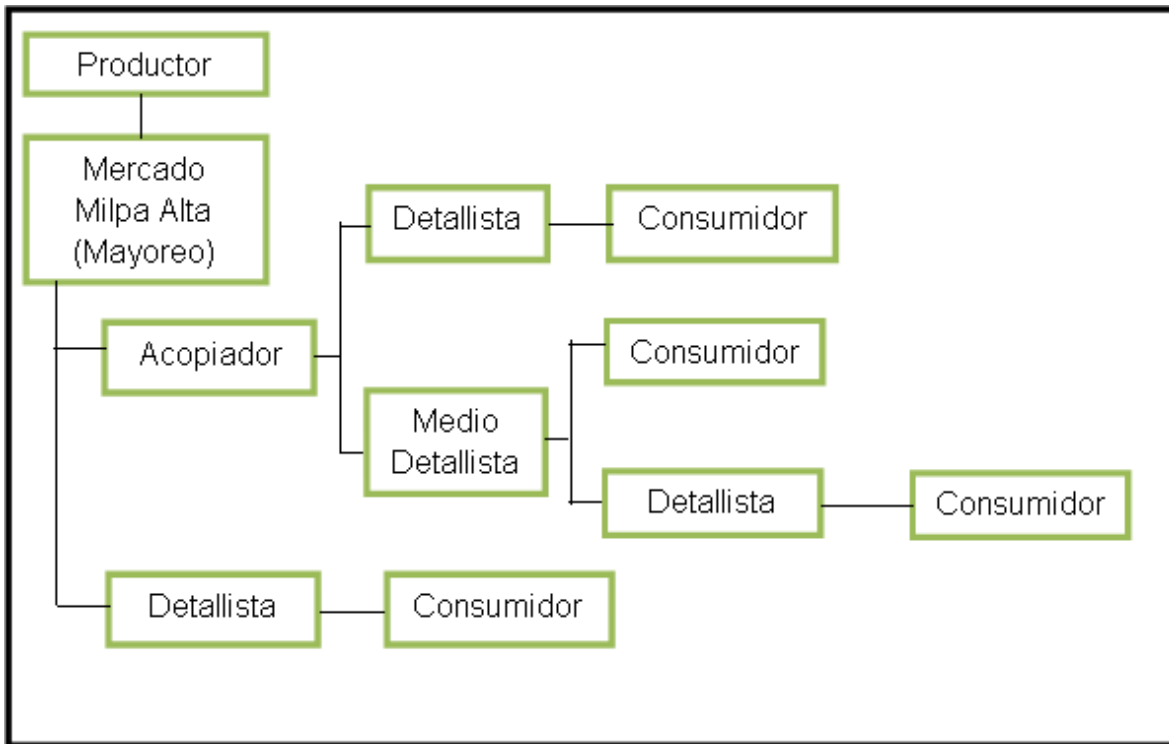 Productor
Mercado
Milpa Alta
(Mayoreo)
Detallista
Consumidor
Acopiador
Consumidor
Medio
Detallista
Detallista
Consumidor
Detallista
Consumidor